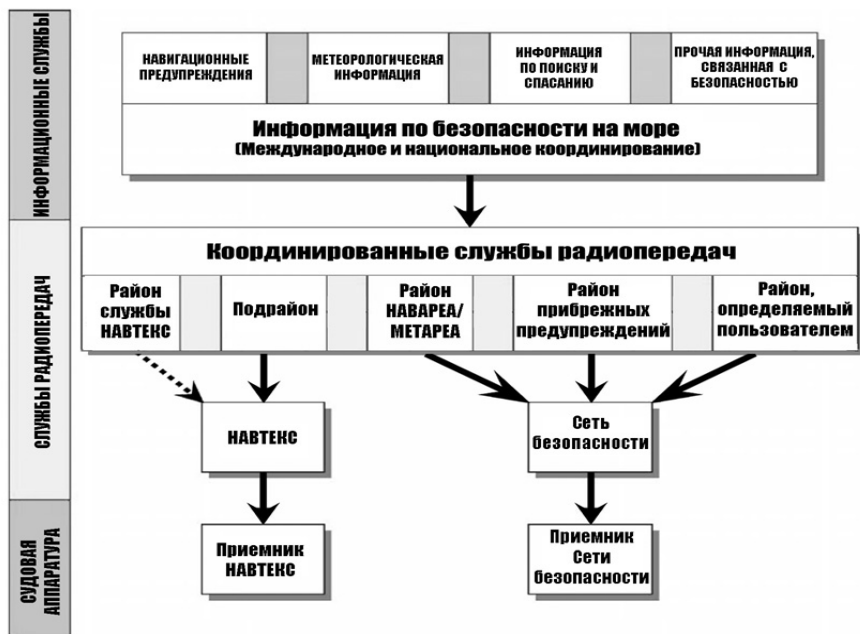 ИНФОРМАЦИОННЫЕ СЛУЖБЫ
НАВИГАЦИОННЫЕ
ПРЕДУПРЕЖДЕНИЯ
МЕТЕОРОЛОГИЧЕСКАЯ
ИНФОРМАЦИЯ
ИНФОРМАЦИЯ
ПО ПОИСКУ И
СПАСАНИЮ
ПРОЧАЯ ИНФОРМАЦИЯ,
СВЯЗАННАЯ С
БЕЗОПАСНОСТЬЮ
Информация по безопасности на море
(Международное и национальное координирование)
СЛУЖБЫ РАДИОПЕРЕДАЧ
Координированные службы радиопередач
Район
службы
НАВТЕКС
Подрайон
Район
НАВАРЕА/
МЕТАРЕА
Район
прибрежных
предупреждений
Район,
определяемый
пользователем
НАВТЕКС
Сеть
безопасности
СУДОВАЯ
АППАРАТУРА
Приемник
НАВТЕКС
Приемник
Сети
безопасности